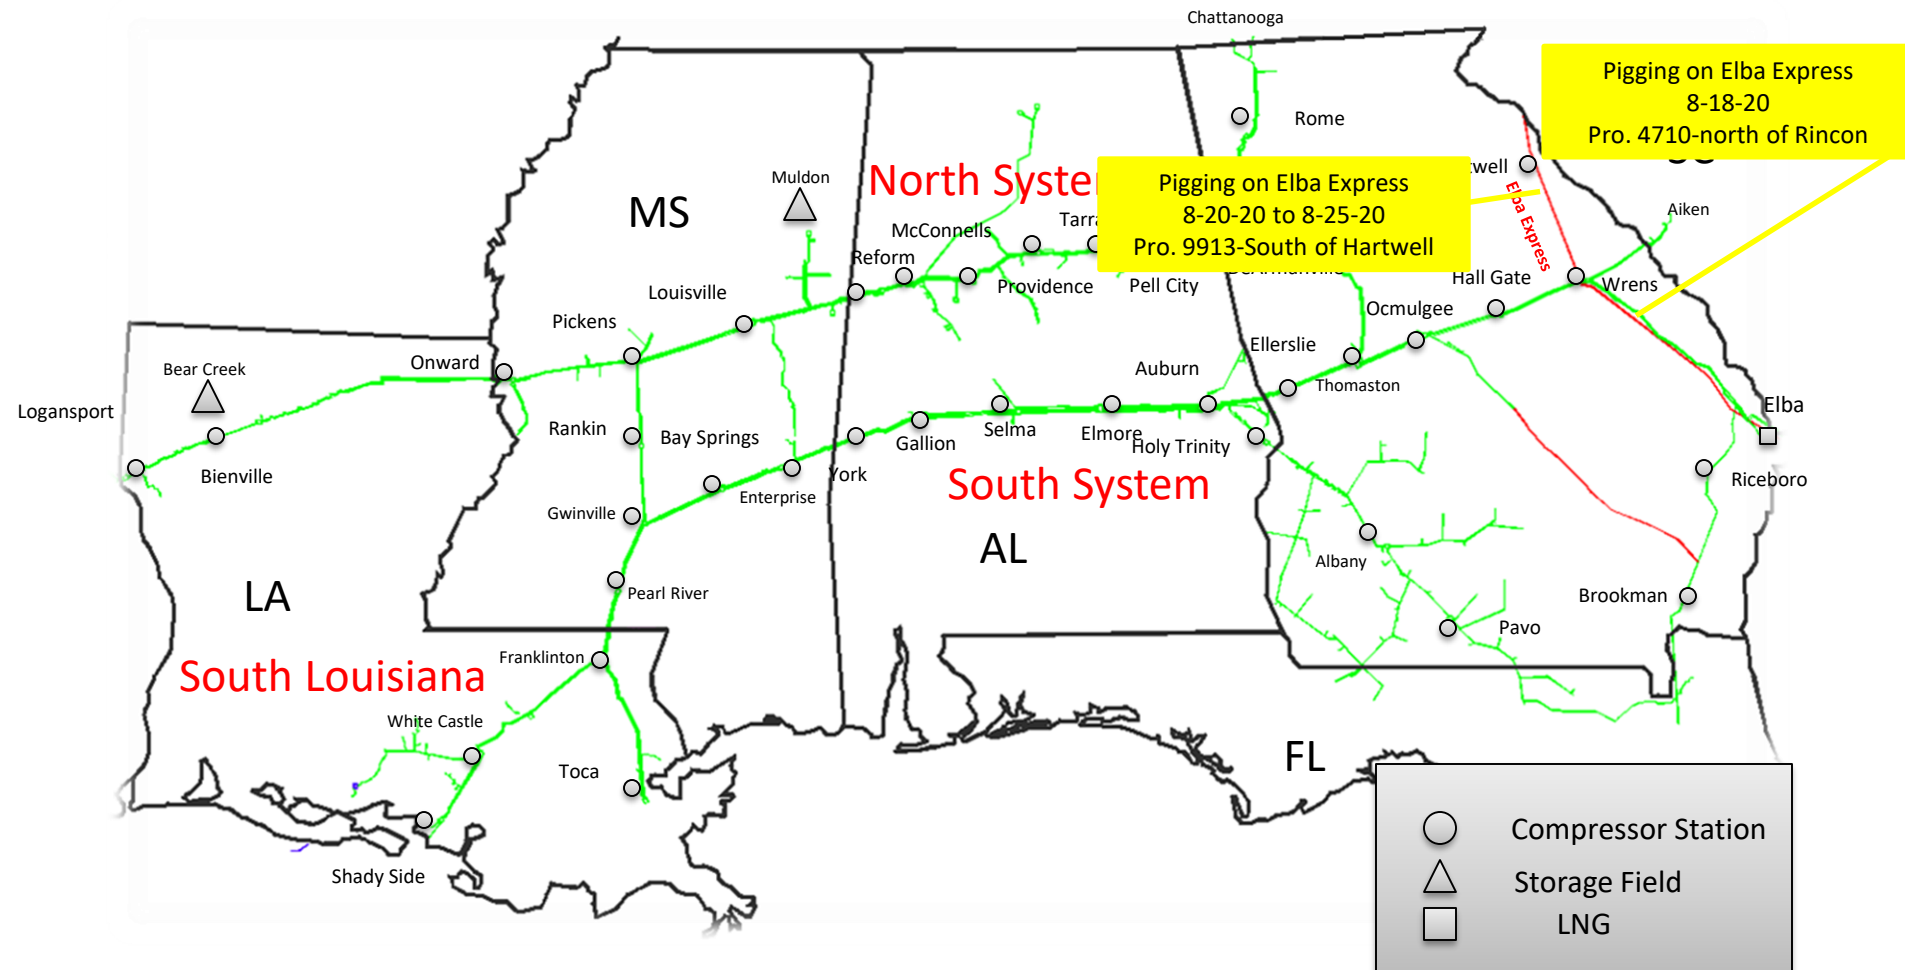 Chattanooga
Pigging on Elba Express
8-18-20
Pro. 4710-north of Rincon
Rome
Muldon
North System
Pigging on Elba Express
8-20-20 to 8-25-20
Pro. 9913-South of Hartwell
MS
Elba Express
Aiken
McConnells
Reform
Louisville
Providence
Pell City
Hall Gate
Wrens
Pickens
Ocmulgee
Onward
Bear Creek
Ellerslie
Auburn
Thomaston
Logansport
Elba
Rankin
Bay Springs
Gallion
Selma
Elmore
Holy Trinity
Bienville
York
South System
Enterprise
Riceboro
Gwinville
AL
Albany
LA
Pearl River
Brookman
Pavo
Franklinton
South Louisiana
White Castle
Toca
FL
Shady Side
Compressor Station
Storage Field
LNG